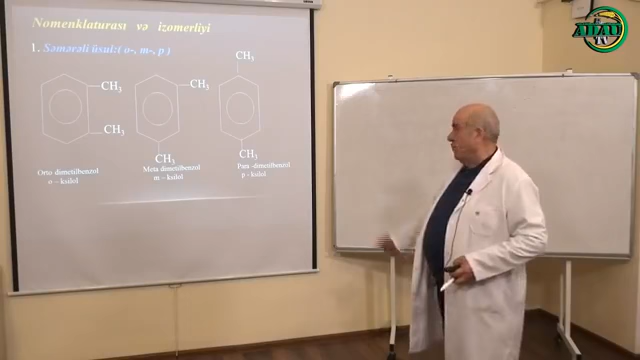 Nomenklaturası və izomerliyi
1. Səmərəli üsul:( o-, m-, p )
CH3
CH3
CH3
CH3
CH3
CH3
Orto dimetilbenzol
o – ksilol
Meta dimetilbenzol
m – ksilol
Para -dimetilbenzol
p - ksilol
ADAU
TV